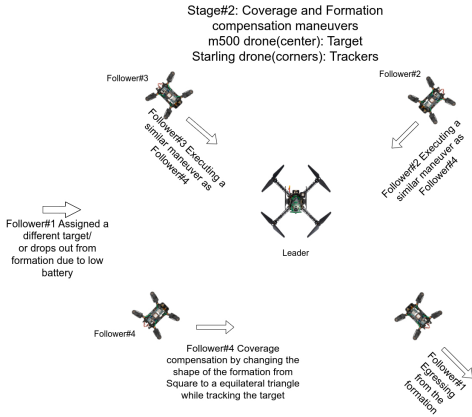 Stage#2: Coverage and Formation
compensation maneuvers
m500 drone(center): Target
Starling drone(corners): Trackers
Follower#3
Follower#2
Follower#3 Executing a
similar maneuver as
Follower#4
Follower#2 Executing a
similar maneuver as
Follower#4
Follower#1 Assigned a
different target/
or drops out from
formation due to low
battery
Leader
Follower#4
Follower#4 Coverage
compensation by changing the
shape of the formation from
Square to a equilateral triangle
while tracking the target
Follower#1
Egressing
from the
formation